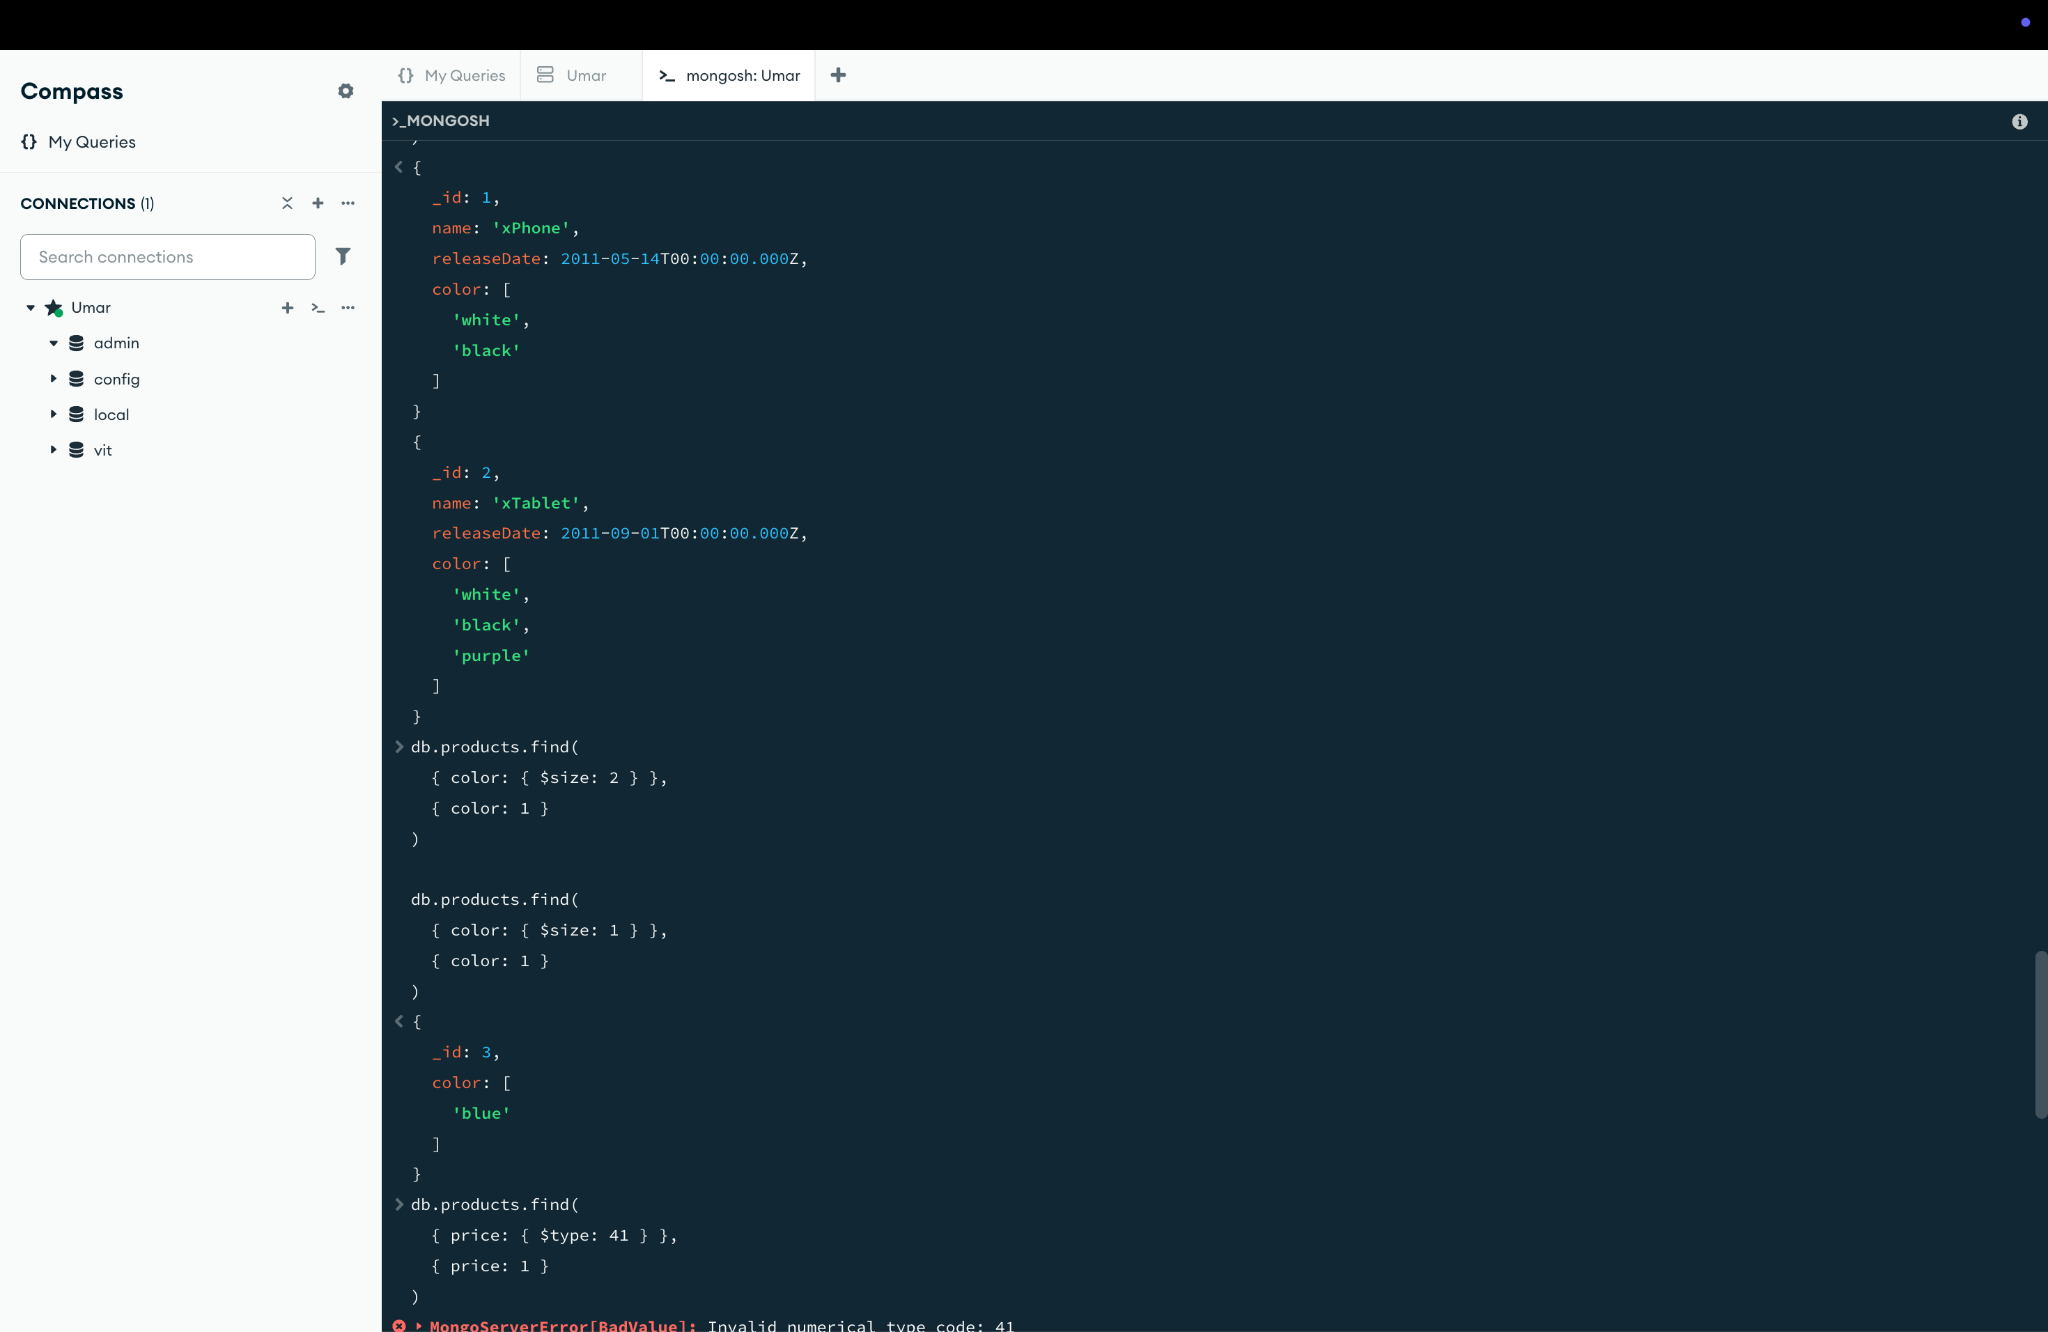 Compass
My Queries
CONNECTIONS (1)
Search connections
Umar
admin
config
local
vit
My Queries
Umar
mongosh: Umar
>_MONGOSH
{
_id: 1,
name: 'xPhone',
releaseDate: 2011-05-14T00:00:00.000Z,
color: [
'white',
'black'
]
}
{
_id: 2,
name: 'xTablet',
releaseDate: 2011-09-01T00:00:00.000Z,
color: [
'white',
'black',
'purple'
]
}
db.products.find(
{ color: { $size: 2 } },
{ color: 1 }
)
db.products.find(
{ color: { $size: 1 } },
{ color: 1 }
)
{
_id: 3,
color: [
'blue'
]
}
db.products.find(
{ price: { $type: 41 } },
{ price: 1 }
)
MongoServerError[BadValue]: Invalid numerical type code: 41